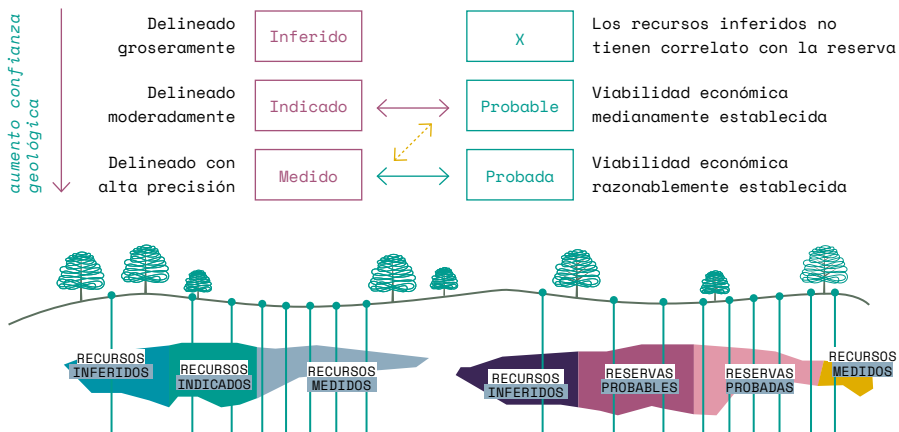 aumento confianza
geológica
Delineado
groseramente
Inferido
X
Los recursos inferidos no
tienen correlato con la reserva
Delineado
moderadamente
Indicado
Probable
Viabilidad económica
medianamente establecida
Delineado con
alta precisión
Medido
Probada
Viabilidad económica
razonablemente establecida
RECURSOS
INFERIDOS
RECURSOS
INDICADOS
RECURSOS
MEDIDOS
RECURSOS
INFERIDOS
RESERVAS
PROBABLES
RESERVAS
PROBADAS
RECURSOS
MEDIDOS